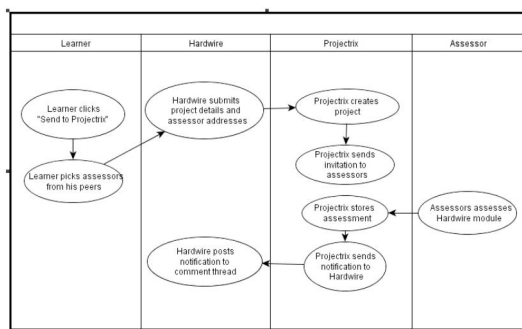 Learner
Hardwire
Projectrix
Assessor
Learner clicks
"Send to Projectrix"
Learner picks assessors
from his peers
Hardwire submits
project details and
assessor addresses
Projectrix creates
project
Projectrix sends
invitation to
assessors
Projectrix stores
assessment
Assessors assesses
Hardwire module
Projectrix sends
notification to
Hardwire
Hardwire posts
notification to
comment thread